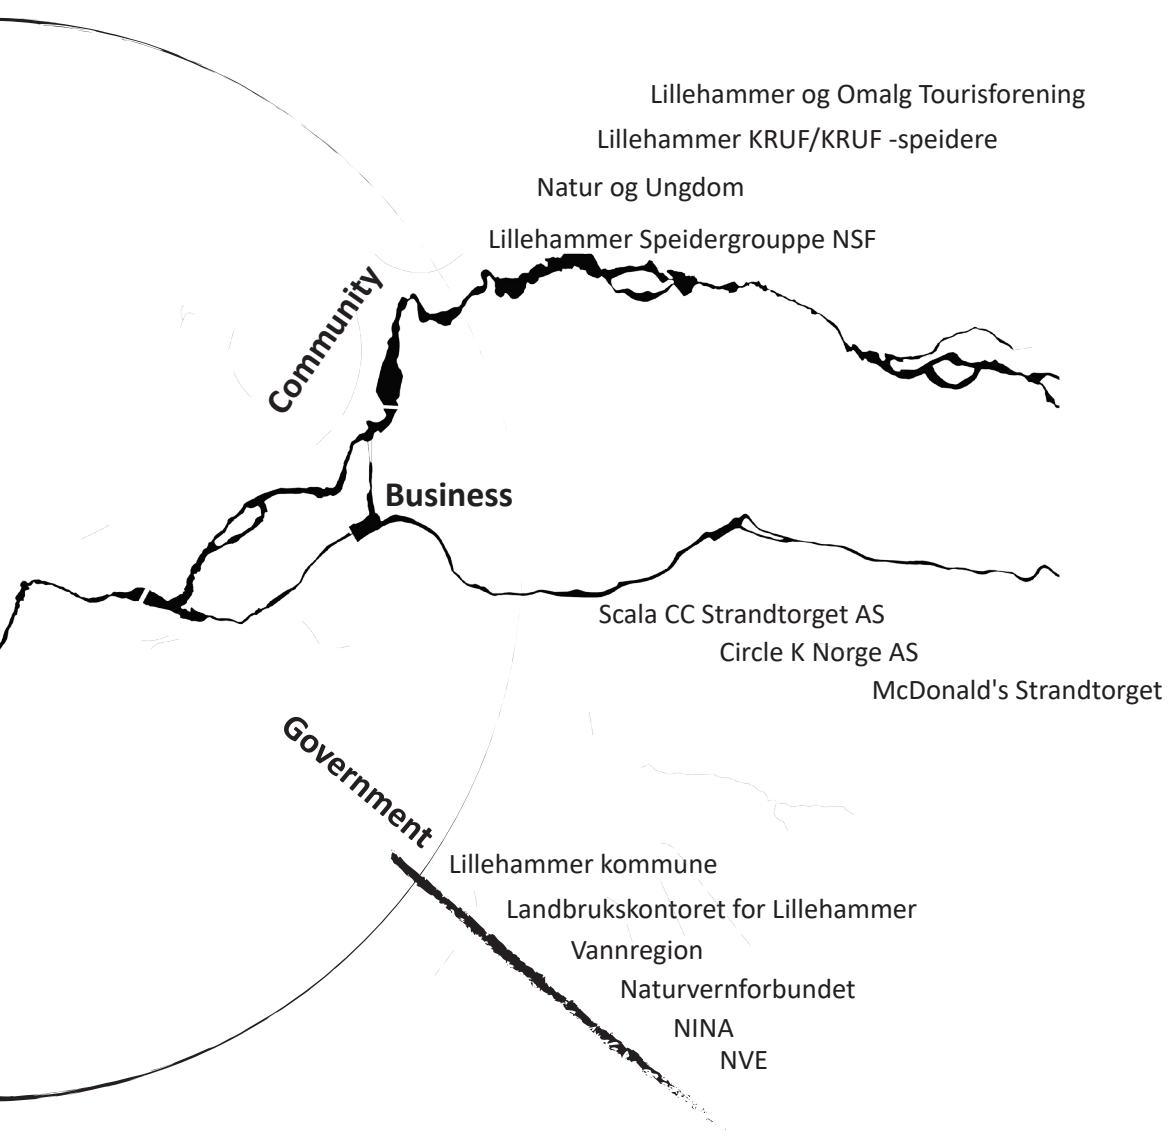 Lillehammer og Omalg Tourisforening
Lillehammer KRUF/KRUF -speidere
Natur og Ungdom
Lillehammer Speidergrouppe NSF
Community
Business
Scala CC Strandtorget AS
Circle K Norge AS
McDonald's Strandtorget
Government
Lillehammer kommune
Landbrukskontoret for Lillehammer
Vannregion
Naturvernforbundet
NINA
NVE